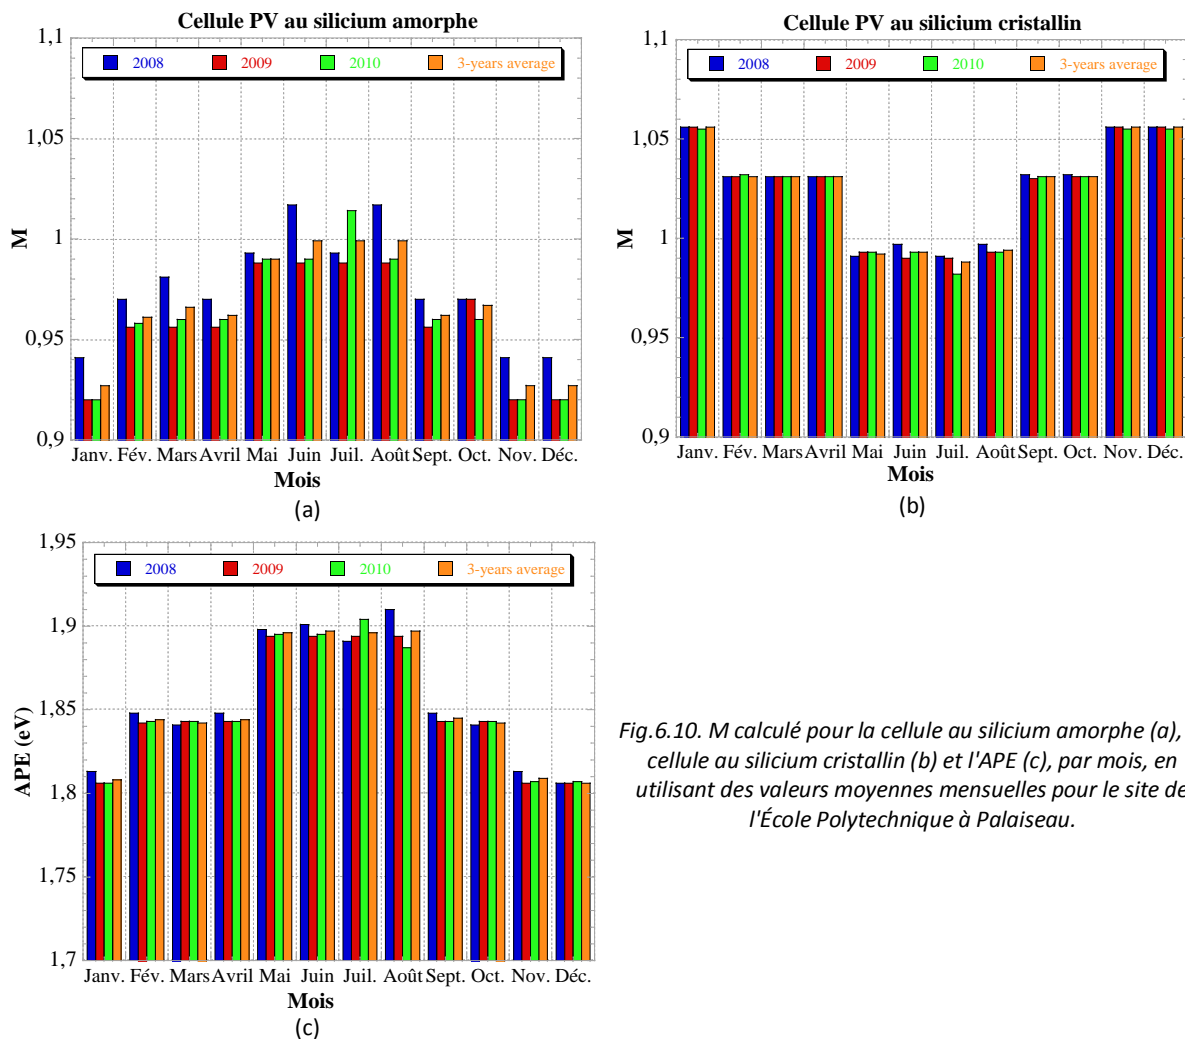 Cellule PV au silicium amorphe
1,1
2008 2009 2010 3-years average
1,05
1
0,95
0,9
M
Janv. Fév. Mars Avril Mai Juin Juil. Août Sept. Oct. Nov. Déc.
Mois
(a)
Cellule PV au silicium cristallin
1,1
2008 2009 2010 3-years average
1,05
1
0,95
0,9
M
Janv. Fév. Mars Avril Mai Juin Juil. Août Sept. Oct. Nov. Déc.
Mois
(b)
1,95
2008 2009 2010 3-years average
1,9
1,85
1,8
1,75
1,7
APE (eV)
Janv. Fév. Mars Avril Mai Juin Juil. Août Sept. Oct. Nov. Déc.
Mois
(c)
Fig.6.10. M calculé pour la cellule au silicium amorphe (a),
cellule au silicium cristallin (b) et l'APE (c), par mois, en
utilisant des valeurs moyennes mensuelles pour le site de
l'École Polytechnique à Palaiseau.